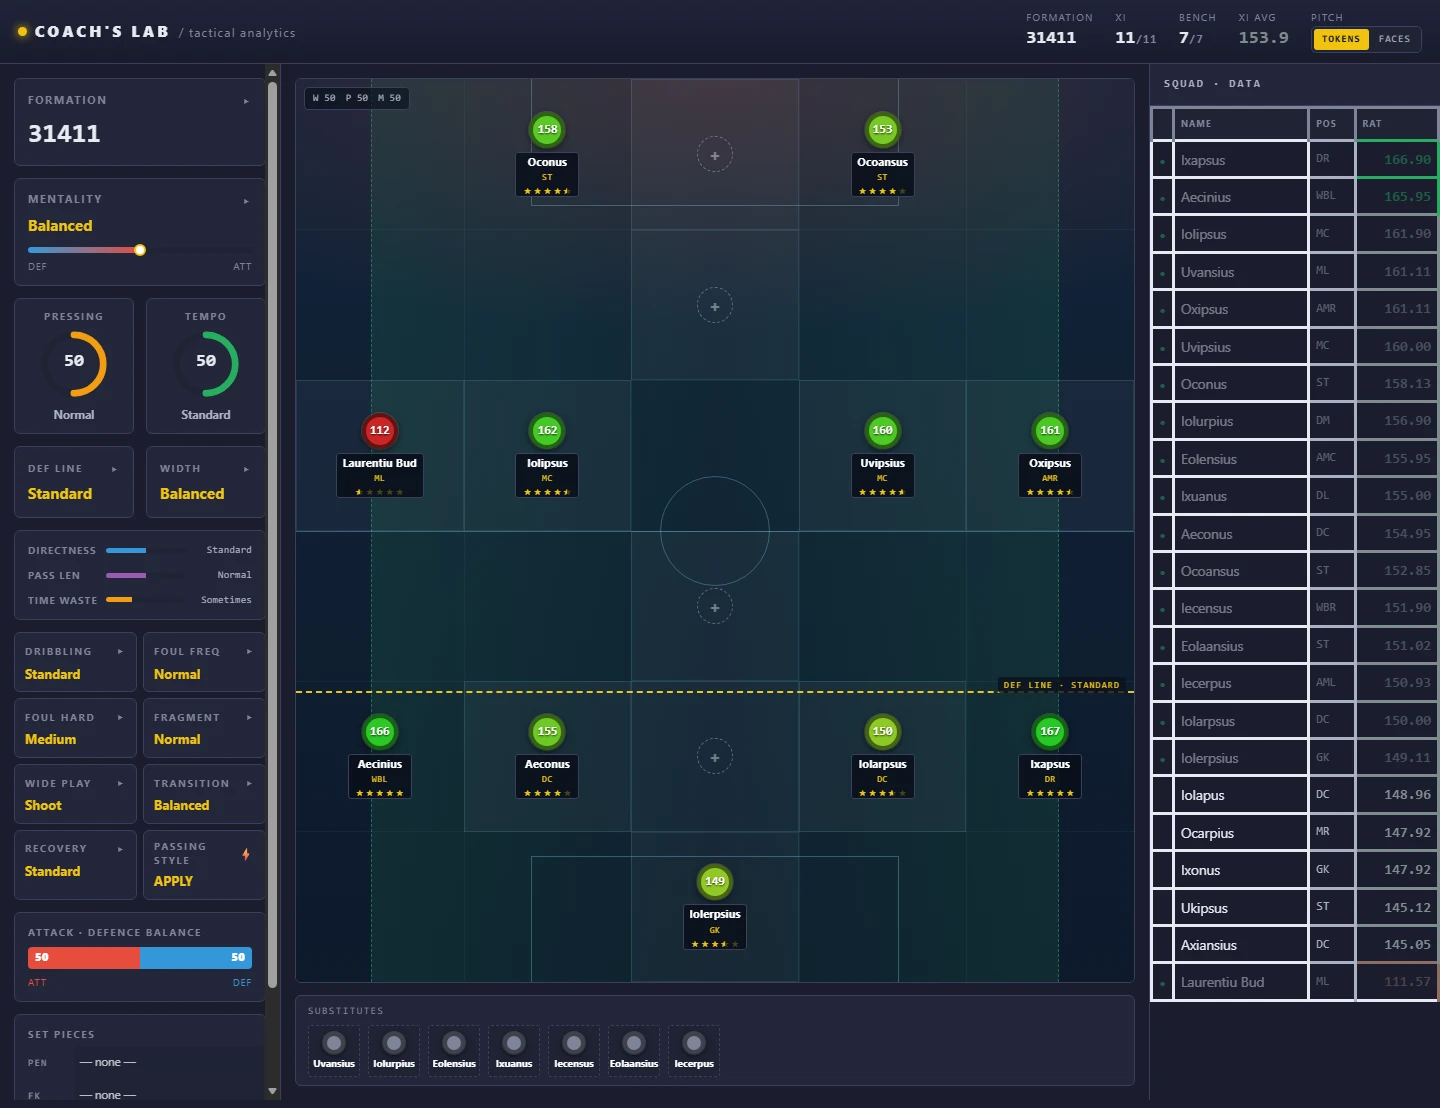 COACH'S LAB / tactical analytics
FORMATION
31411
XI
11/11
BENCH
7/7
XI AVG
153.9
PITCH
TOKENS FACES
FORMATION
31411
MENTALITY
Balanced
DEF ATT
PRESSING
50
Normal
TEMPO
50
Standard
DEF LINE
Standard
WIDTH
Balanced
DIRECTNESS Standard
PASS LEN Normal
TIME WASTE Sometimes
DRIBBLING
Standard
FOUL FREQ
Normal
FOUL HARD
Medium
FRAGMENT
Normal
WIDE PLAY
Shoot
TRANSITION
Balanced
RECOVERY
Standard
PASSING
STYLE
APPLY
ATTACK · DEFENCE BALANCE
50 50
ATT DEF
SET PIECES
PEN — none —
FK — none —
W 50 P 50 M 50
158
Oconus
ST
153
Ocoansus
ST
+
+
112
Laurentiu Bud
ML
162
Iolipsus
MC
160
Uvipsius
MC
161
Oxipsus
AMR
+
DEF LINE · STANDARD
166
Aecinius
WBL
155
Aeconus
DC
+
150
Iolarpsus
DC
167
Ixapsus
DR
149
Iolerpsius
GK
SUBSTITUTES
Uvansius Iolurpius Eolensius Ixuanus Iecensus Eolaansius Iecerpus
SQUAD · DATA
NAME POS RAT
Ixapsus DR 166.90
Aecinius WBL 165.95
Iolipsus MC 161.90
Uvansius ML 161.11
Oxipsus AMR 161.11
Uvipsius MC 160.00
Oconus ST 158.13
Iolurpius DM 156.90
Eolensius AMC 155.95
Ixuanus DL 155.00
Aeconus DC 154.95
Ocoansus ST 152.85
Iecensus WBR 151.90
Eolaansius ST 151.02
Iecerpus AML 150.93
Iolarpsus DC 150.00
Iolerpsius GK 149.11
Iolapus DC 148.96
Ocarpius MR 147.92
Ixonus GK 147.92
Ukipsus ST 145.12
Axiansius DC 145.05
Laurentiu Bud ML 111.57